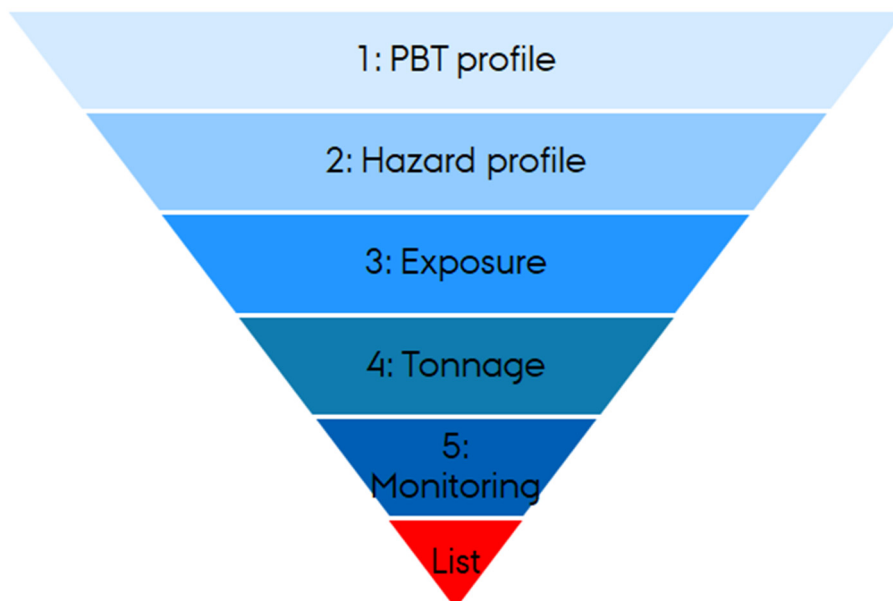 1: PBT profile
2: Hazard profile
3: Exposure
4: Tonnage
5:
Monitoring
List